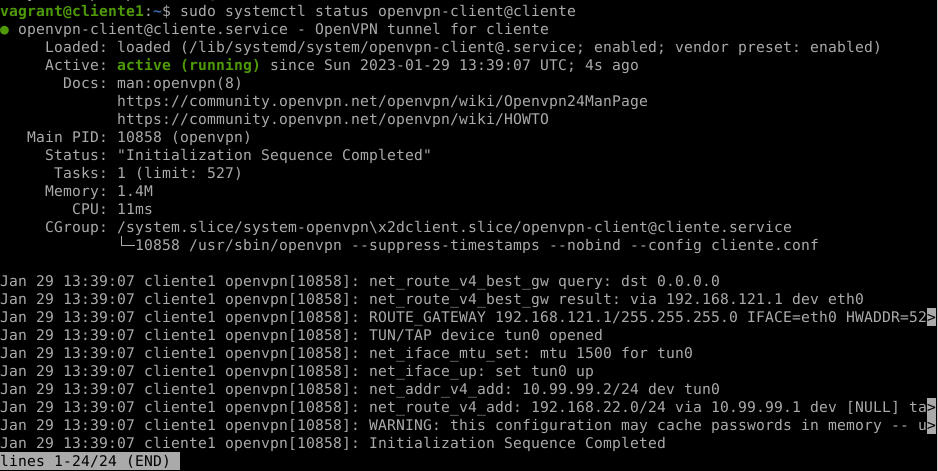 vagrant@cliente1:~$ sudo systemctl status openvpn-client@cliente
● openvpn-client@cliente.service - OpenVPN tunnel for cliente
     Loaded: loaded (/lib/systemd/system/openvpn-client@.service; enabled; vendor preset: enabled)
     Active: active (running) since Sun 2023-01-29 13:39:07 UTC; 4s ago
       Docs: man:openvpn(8)
             https://community.openvpn.net/openvpn/wiki/Openvpn24ManPage
             https://community.openvpn.net/openvpn/wiki/HOWTO
   Main PID: 10858 (openvpn)
     Status: "Initialization Sequence Completed"
      Tasks: 1 (limit: 527)
     Memory: 1.4M
        CPU: 11ms
     CGroup: /system.slice/system-openvpn\x2dclient.slice/openvpn-client@cliente.service
             └─10858 /usr/sbin/openvpn --suppress-timestamps --nobind --config cliente.conf

Jan 29 13:39:07 cliente1 openvpn[10858]: net_route_v4_best_gw query: dst 0.0.0.0
Jan 29 13:39:07 cliente1 openvpn[10858]: net_route_v4_best_gw result: via 192.168.121.1 dev eth0
Jan 29 13:39:07 cliente1 openvpn[10858]: ROUTE_GATEWAY 192.168.121.1/255.255.255.0 IFACE=eth0 HWADDR=52>
Jan 29 13:39:07 cliente1 openvpn[10858]: TUN/TAP device tun0 opened
Jan 29 13:39:07 cliente1 openvpn[10858]: net_iface_mtu_set: mtu 1500 for tun0
Jan 29 13:39:07 cliente1 openvpn[10858]: net_iface_up: set tun0 up
Jan 29 13:39:07 cliente1 openvpn[10858]: net_addr_v4_add: 10.99.99.2/24 dev tun0
Jan 29 13:39:07 cliente1 openvpn[10858]: net_route_v4_add: 192.168.22.0/24 via 10.99.99.1 dev [NULL] ta>
Jan 29 13:39:07 cliente1 openvpn[10858]: WARNING: this configuration may cache passwords in memory -- u>
Jan 29 13:39:07 cliente1 openvpn[10858]: Initialization Sequence Completed
lines 1-24/24 (END)